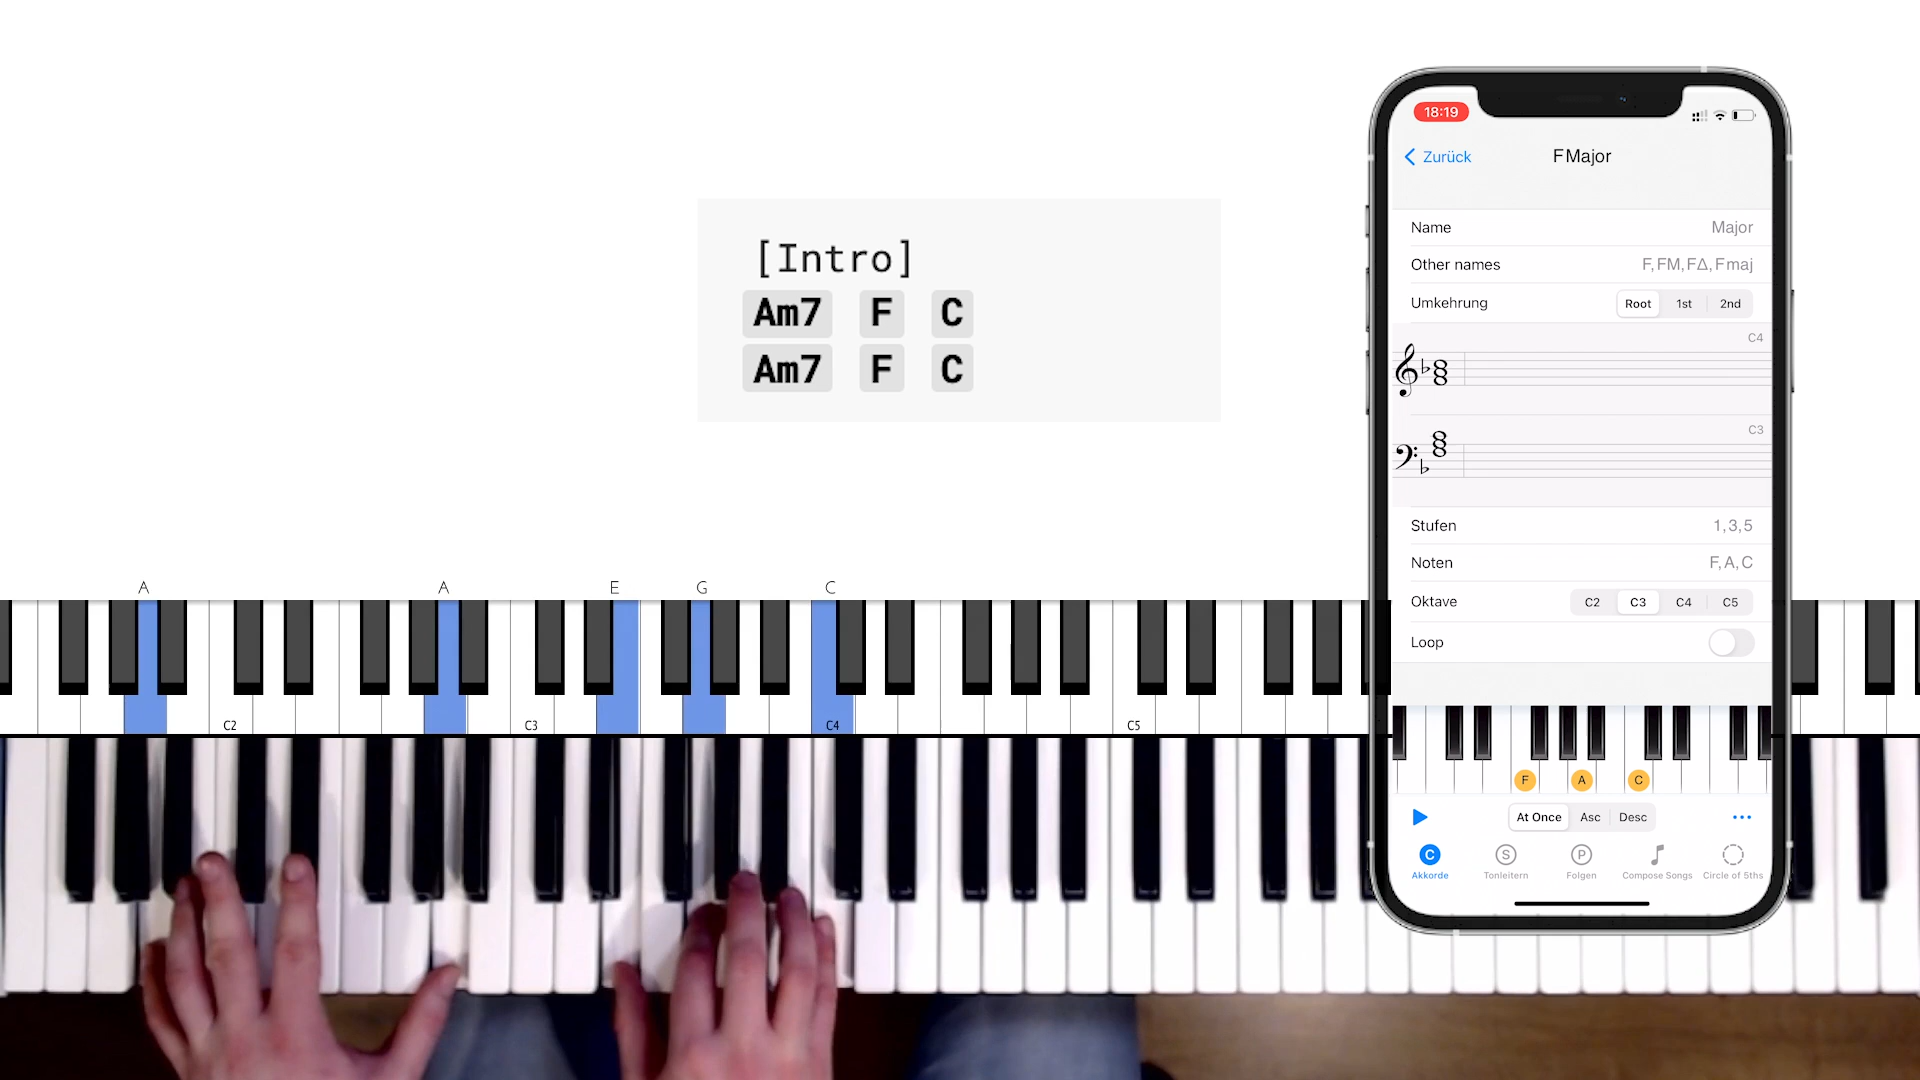 [Intro]
Am7 F C
Am7 F C
A A E G C
C2 C3 C4 C5
18:19
Zurück F Major
Name Major
Other names F, FM, FΔ, Fmaj
Umkehrung Root 1st 2nd
C4
C3
Stufen 1, 3, 5
Noten F, A, C
Oktave C2 C3 C4 C5
Loop
F A C
At Once Asc Desc
C S P
Akkorde Tonleitern Folgen Compose Songs Circle of 5ths